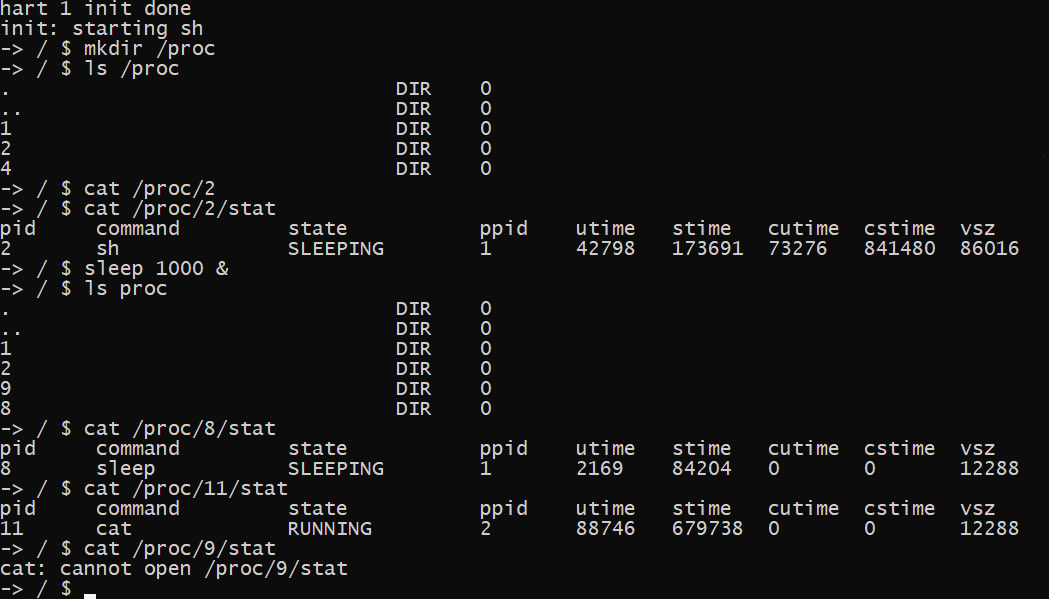 hart 1 init done
init: starting sh
-> / $ mkdir /proc
-> / $ ls /proc
. DIR 0
.. DIR 0
1 DIR 0
2 DIR 0
4 DIR 0
-> / $ cat /proc/2
-> / $ cat /proc/2/stat
pid command state ppid utime stime cutime cstime vsz
2 sh SLEEPING 1 42798 173691 73276 841480 86016
-> / $ sleep 1000 &
-> / $ ls proc
. DIR 0
.. DIR 0
1 DIR 0
2 DIR 0
9 DIR 0
8 DIR 0
-> / $ cat /proc/8/stat
pid command state ppid utime stime cutime cstime vsz
8 sleep SLEEPING 1 2169 84204 0 0 12288
-> / $ cat /proc/11/stat
pid command state ppid utime stime cutime cstime vsz
11 cat RUNNING 2 88746 679738 0 0 12288
-> / $ cat /proc/9/stat
cat: cannot open /proc/9/stat
-> / $